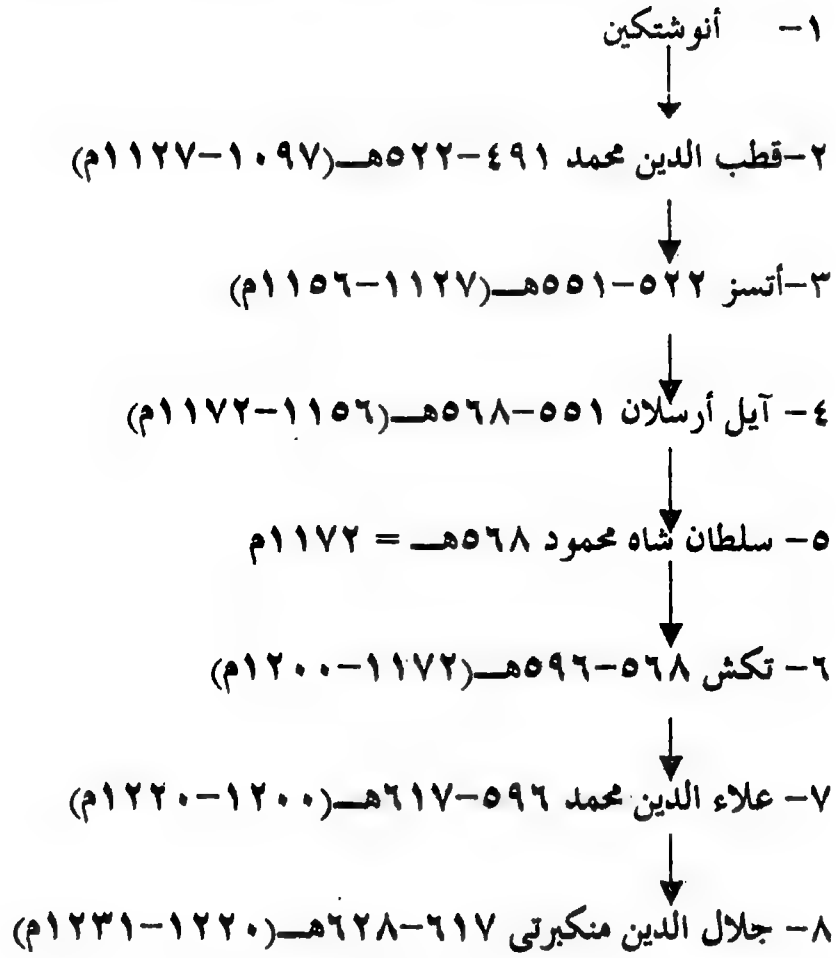 ١- أنوشتكين
٢-قطب الدين محمد ٤٩١-٥٢٢هـ(١٠٩٧-١١٢٧م)
٣-أتسز ٥٢٢-٥٥١هـ(١١٢٧-١١٥٦م)
٤- آيل أرسلان ٥٥١-٥٦٨هـ(١١٥٦-١١٧٢م)
٥- سلطان شاه محمود ٥٦٨هـ = ١١٧٢م
٦- تكش ٥٦٨-٥٩٦هـ(١١٧٢-١٢٠٠م)
٧- علاء الدين محمد ٥٩٦-٦١٧هـ(١٢٠٠-١٢٢٠م)
٨- جلال الدين منكبرتى ٦١٧-٦٢٨هـ(١٢٢٠-١٢٣١م)